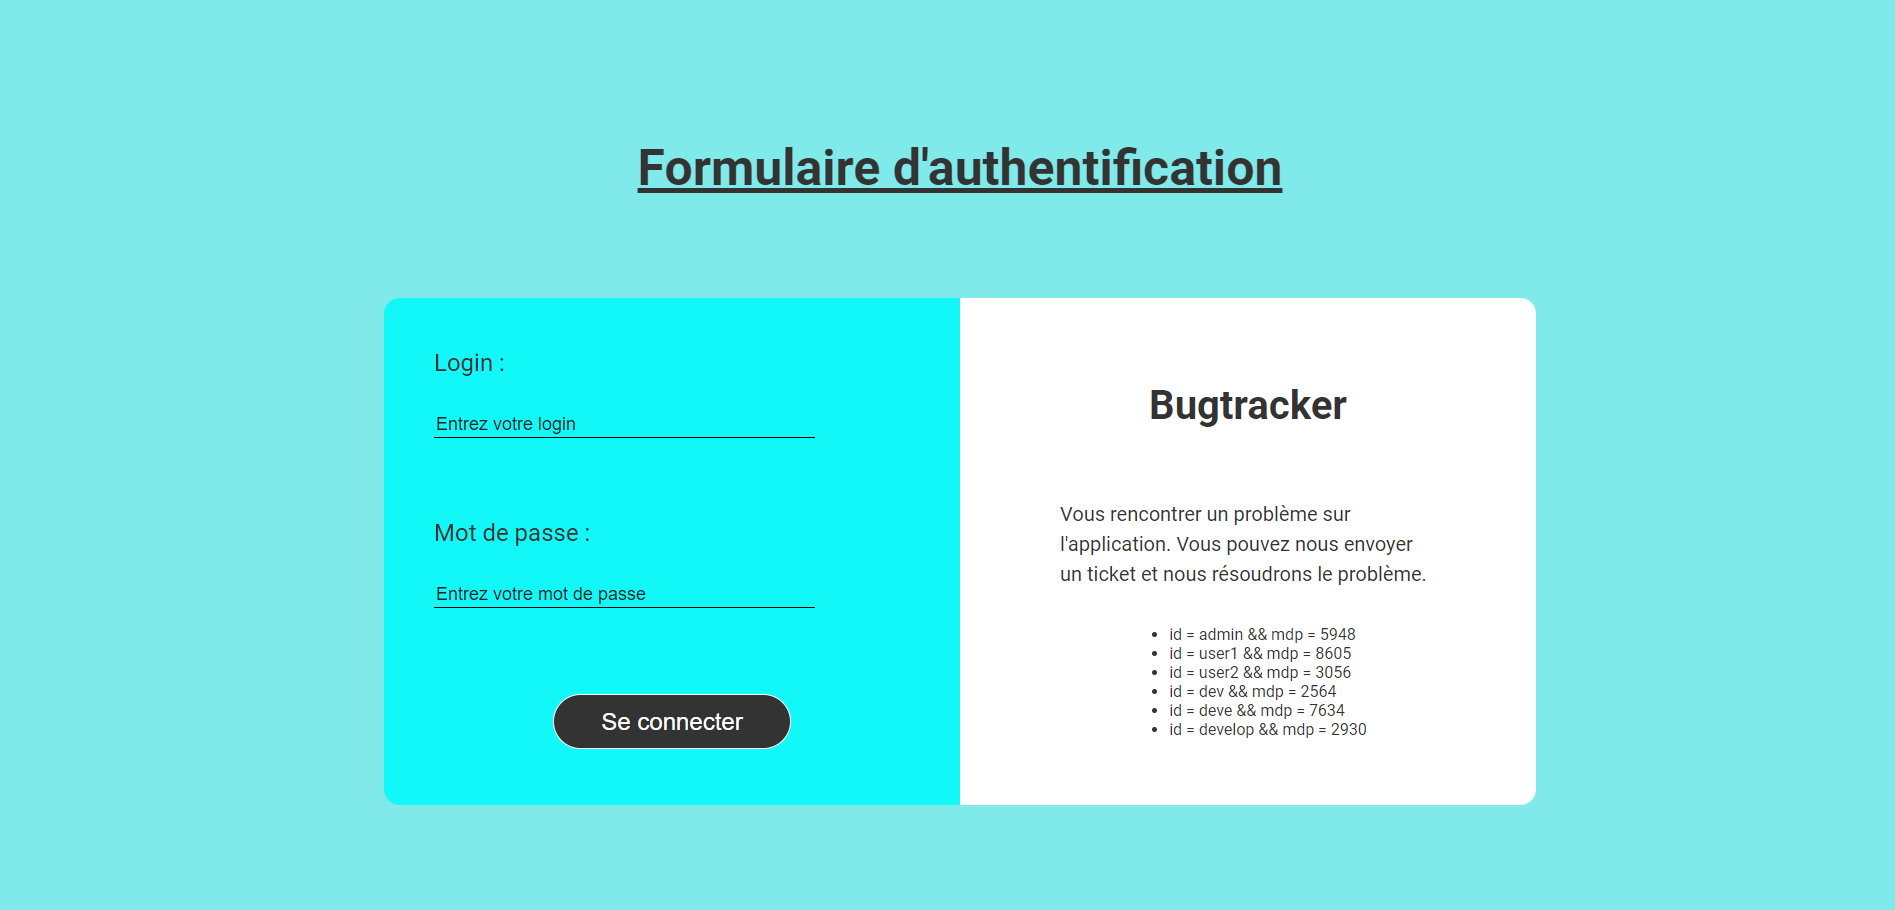 Formulaire d'authentification
Login :
Entrez votre login
Mot de passe :
Entrez votre mot de passe
Se connecter
Bugtracker
Vous rencontrer un problème sur
l'application. Vous pouvez nous envoyer
un ticket et nous résoudrons le problème.
• id = admin && mdp = 5948
• id = user1 && mdp = 8605
• id = user2 && mdp = 3056
• id = dev && mdp = 2564
• id = deve && mdp = 7634
• id = develop && mdp = 2930